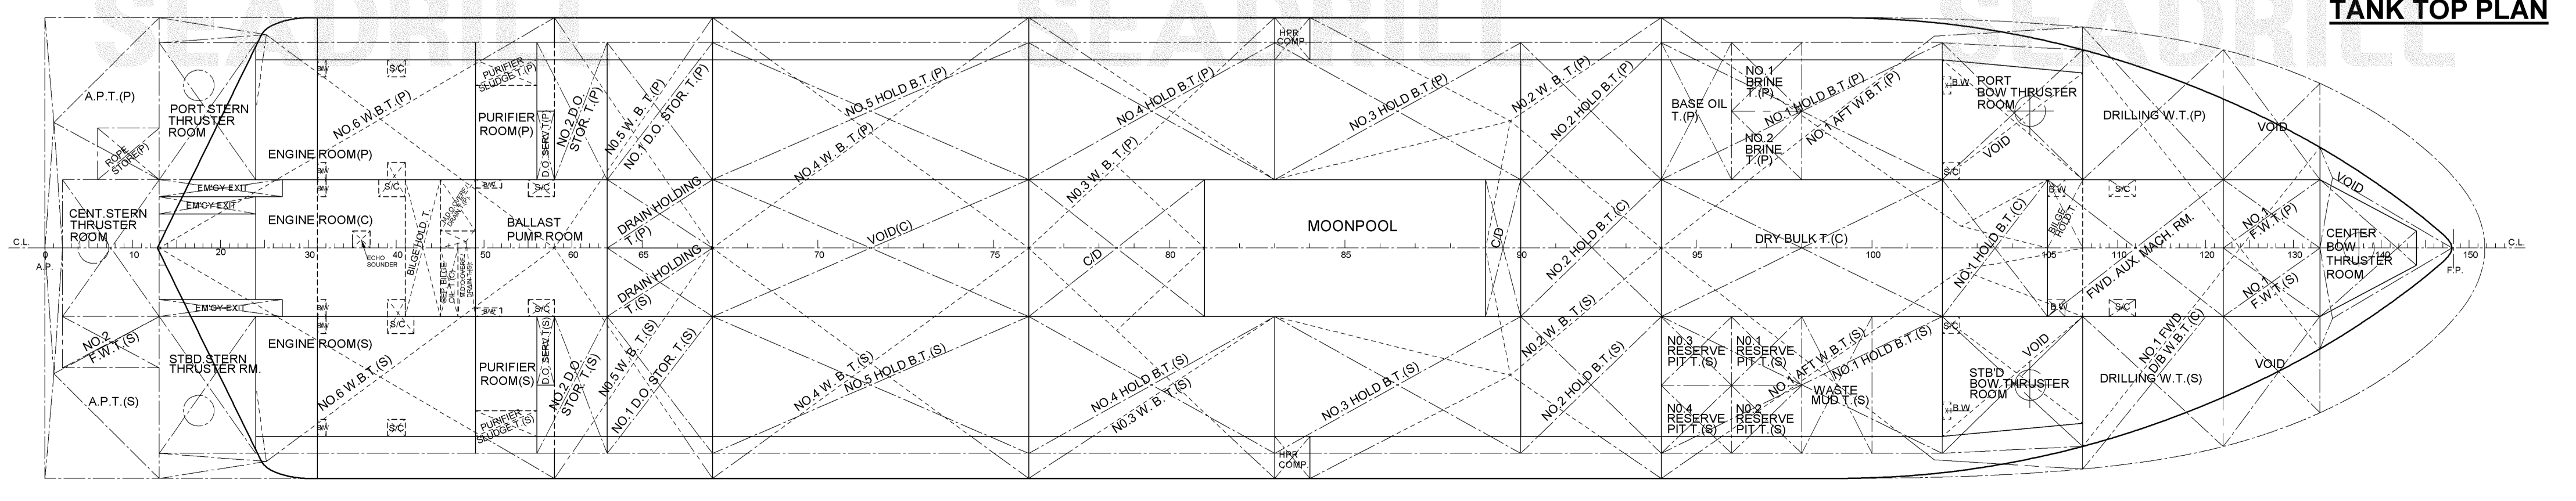 SEADRILL
SEADRILL
SEADRILL
TANK TOP PLAN
HPR
COMP.
A.P.T.(P)
PORT STERN
THRUSTER
ROOM
ROPE
STORE(P)
B/W
S/C
NO.6 W.B.T.(P)
ENGINE ROOM(P)
PURIFIER
SLUDGE T.(P)
PURIFIER
ROOM(P)
D.O. SERV.T(P)
NO.2 D.O.
STOR. T.(P)
NO.5 W. B. T.(P)
NO.1 D.O. STOR. T.(P)
NO.5 HOLD B.T.(P)
NO.4 W. B. T.(P)
NO.4 HOLD B.T.(P)
NO.3 W. B. T.(P)
NO.3 HOLD B.T.(P)
NO.2 W. B. T.(P)
NO.2 HOLD B.T.(P)
BASE OIL
T.(P)
NO.1
BRINE
T.(P)
NO.2
BRINE
T.(P)
NO.1 HOLD B.T.(P)
NO.1 AFT W.B.T.(P)
B.W
PORT
BOW THRUSTER
ROOM
VOID
S/C
DRILLING W.T.(P)
VOID
VOID
EM'CY EXIT
EM'CY EXIT
B/W
B/W
S/C
S/C
CENT.STERN
THRUSTER
ROOM
ENGINE ROOM(C)
ECHO
SOUNDER
BILGE HOLD. T.
BALLAST
PUMP ROOM
DRAIN HOLDING
T.(P)
DRAIN HOLDING
T.(S)
VOID(C)
C/D
MOONPOOL
C/D
NO.2 HOLD B.T.(C)
DRY BULK T.(C)
NO.1 HOLD B.T.(C)
B.W
S/C
BILGE
HOLD T.
FWD. AUX. MACH. RM.
NO.1
F.W.T.(P)
NO.1
F.W.T.(S)
CENTER
BOW
THRUSTER
ROOM
C.L.
C.L.
0
10
20
30
40
50
60
65
70
75
80
85
90
95
100
105
110
120
130
140
150
A.P.
F.P.
EM'CY EXIT
B/W
B/W
S/C
S/C
B.W
S/C
NO.2
F.W.T.(S)
STBD.STERN
THRUSTER RM.
A.P.T.(S)
ENGINE ROOM(S)
NO.6 W.B.T.(S)
B/W
S/C
PURIFIER
ROOM(S)
PURIFIER
SLUDGE T.(S)
D.O. SERV.T(S)
NO.2 D.O.
STOR. T.(S)
NO.5 W. B. T.(S)
NO.1 D.O. STOR. T.(S)
NO.4 W. B. T.(S)
NO.5 HOLD B.T.(S)
NO.4 HOLD B.T.(S)
NO.3 W. B. T.(S)
HPR
COMP.
NO.3 HOLD B.T.(S)
NO.2 W. B. T.(S)
NO.2 HOLD B.T.(S)
NO.3
RESERVE
PIT T.(S)
NO.1
RESERVE
PIT T.(S)
NO.4
RESERVE
PIT T.(S)
NO.2
RESERVE
PIT T.(S)
NO.1 AFT W.B.T.(S)
NO.1 HOLD B.T.(S)
WASTE
MUD T.(S)
S/C
VOID
STB'D
BOW THRUSTER
ROOM
B.W
NO.1 FWD
D/B W.B.T.(C)
DRILLING W.T.(S)
VOID